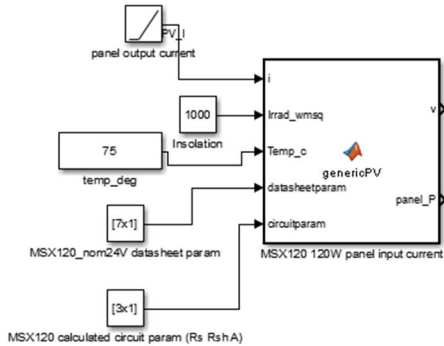 PV_I
panel output current
1000
Insolation
75
temp_deg
[7x1]
MSX120_nom24V datasheet param
[3x1]
MSX120 calculated circuit param (Rs Rsh A)
i
Irrad_wmsq
Temp_c
datasheetparam
circuitparam
genericPV
v
panel_P
MSX120 120W panel input current